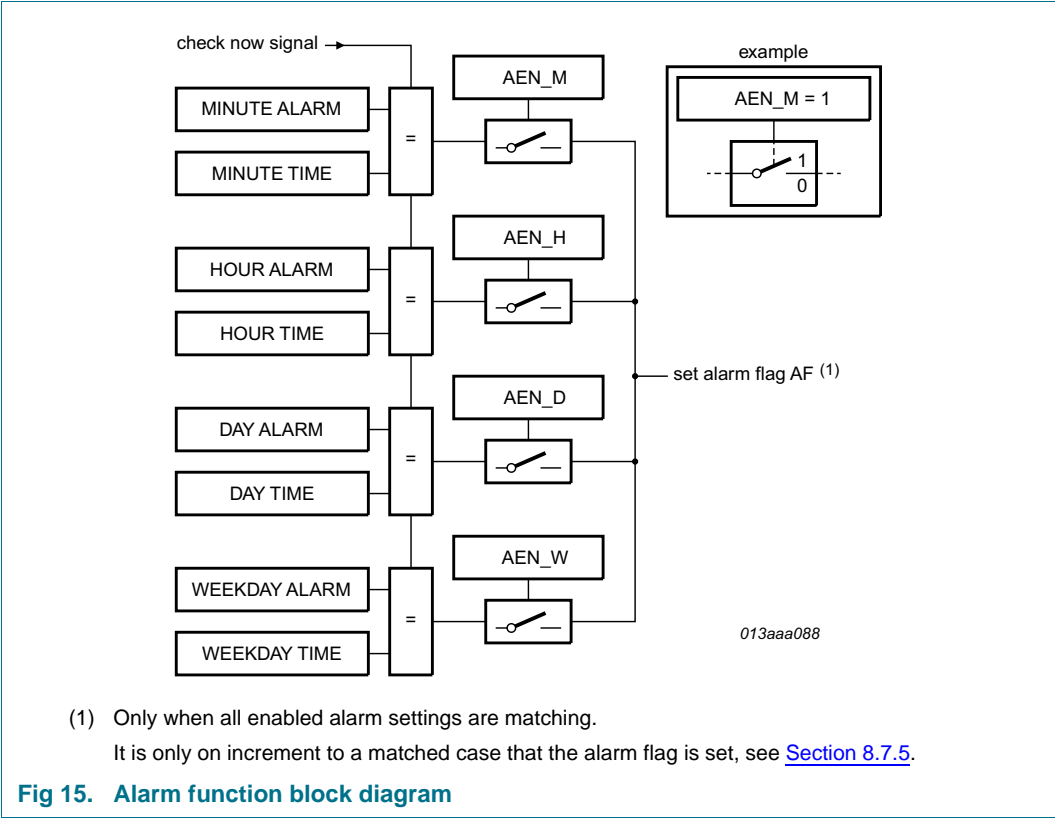 check now signal
example
AEN_M
AEN_M = 1
MINUTE ALARM
=
MINUTE TIME
1
0
AEN_H
HOUR ALARM
=
HOUR TIME
set alarm flag AF (1)
AEN_D
DAY ALARM
=
DAY TIME
AEN_W
WEEKDAY ALARM
=
WEEKDAY TIME
013aaa088
(1) Only when all enabled alarm settings are matching.
It is only on increment to a matched case that the alarm flag is set, see Section 8.7.5.
Fig 15. Alarm function block diagram